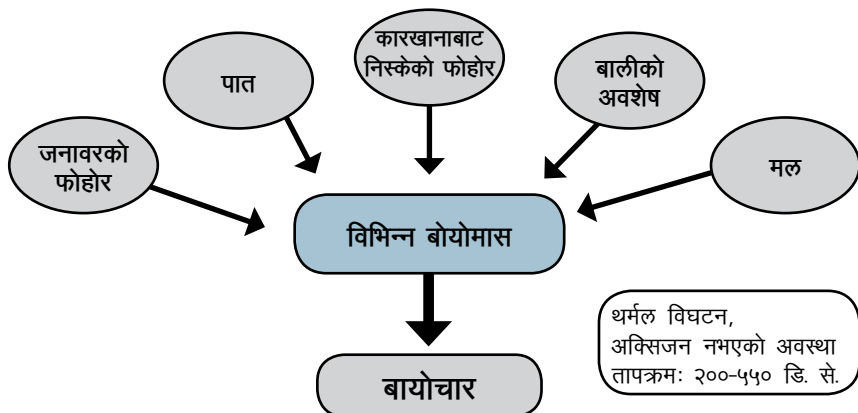 जनावरको
फोहोर
पात
कारखानाबाट
निस्केको फोहोर
बालीको
अवशेष
मल
विभिन्न बोयोमास
थर्मल विघटन,
अक्सिजन नभएको अवस्था
तापक्रमः २००-५५० डि. से.
बायोचार